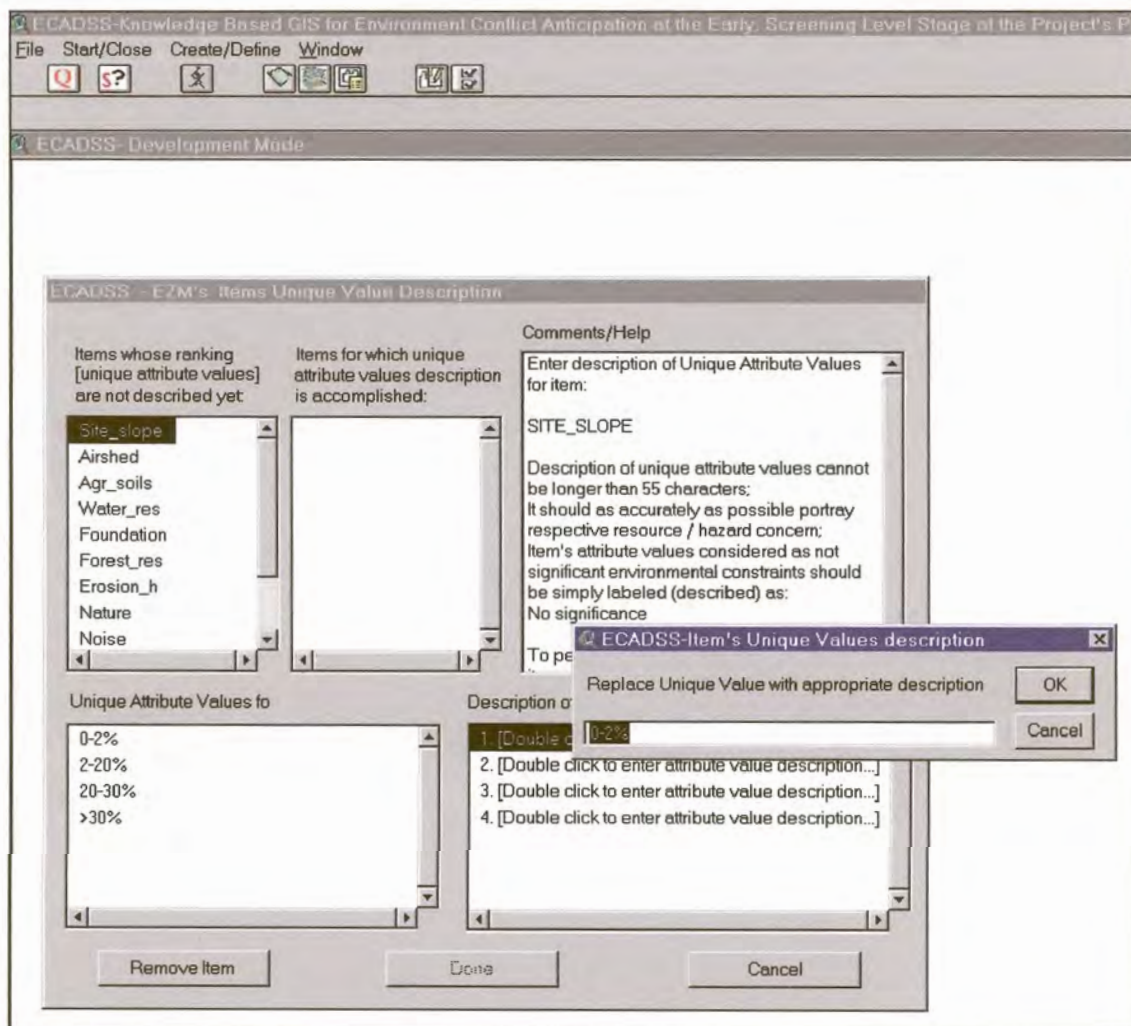 ECADSS-Knowledge Based GIS for Environment Conflict Anticipation at the Early, Screening Level Stage of the Project's P
File Start/Close Create/Define Window
Q S?
ECADSS- Development Mode
ECADSS - EZM's Items Unique Value Description
Items whose ranking
[unique attribute values]
are not described yet:
Site_slope
Airshed
Agr_soils
Water_res
Foundation
Forest_res
Erosion_h
Nature
Noise
Items for which unique
attribute values description
is accomplished:
Comments/Help
Enter description of Unique Attribute Values
for item:
SITE_SLOPE
Description of unique attribute values cannot
be longer than 55 characters;
It should as accurately as possible portray
respective resource / hazard concern;
Item's attribute values considered as not
significant environmental constraints should
be simply labeled (described) as:
No significance
To pe
ECADSS-Item's Unique Values description
Replace Unique Value with appropriate description
OK
0-2%
Cancel
Unique Attribute Values fo
0-2%
2-20%
20-30%
>30%
Description o
1. [Double c
2. [Double click to enter attribute value description...]
3. [Double click to enter attribute value description...]
4. [Double click to enter attribute value description...]
Remove Item
Done
Cancel